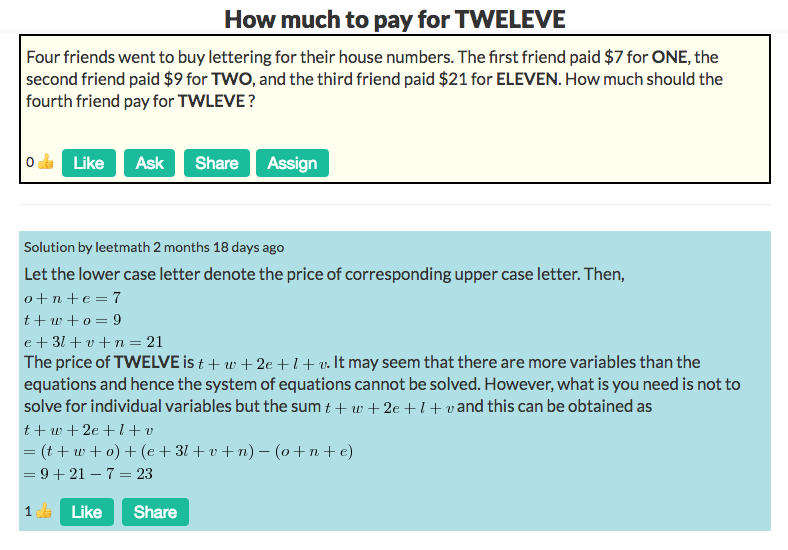 How much to pay for TWELEVE
Four friends went to buy lettering for their house numbers. The first friend paid $7 for ONE, the
second friend paid $9 for TWO, and the third friend paid $21 for ELEVEN. How much should the
fourth friend pay for TWLEVE ?
0 👍 Like Ask Share Assign
Solution by leetmath 2 months 18 days ago
Let the lower case letter denote the price of corresponding upper case letter. Then,
o + n + e = 7
t + w + o = 9
e + 3l + v + n = 21
The price of TWELVE is t + w + 2e + l + v. It may seem that there are more variables than the
equations and hence the system of equations cannot be solved. However, what is you need is not to
solve for individual variables but the sum t + w + 2e + l + v and this can be obtained as
t + w + 2e + l + v
= (t + w + o) + (e + 3l + v + n) − (o + n + e)
= 9 + 21 − 7 = 23
1 👍 Like Share